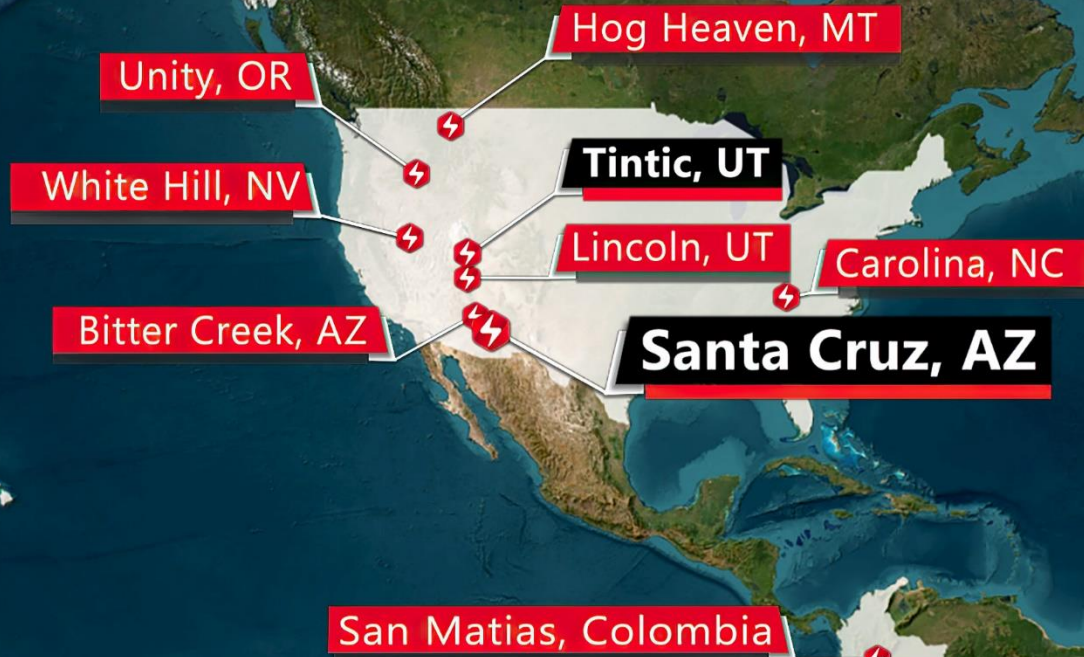 Hog Heaven, MT
Unity, OR
Tintic, UT
White Hill, NV
Lincoln, UT
Carolina, NC
Bitter Creek, AZ
Santa Cruz, AZ
San Matias, Colombia